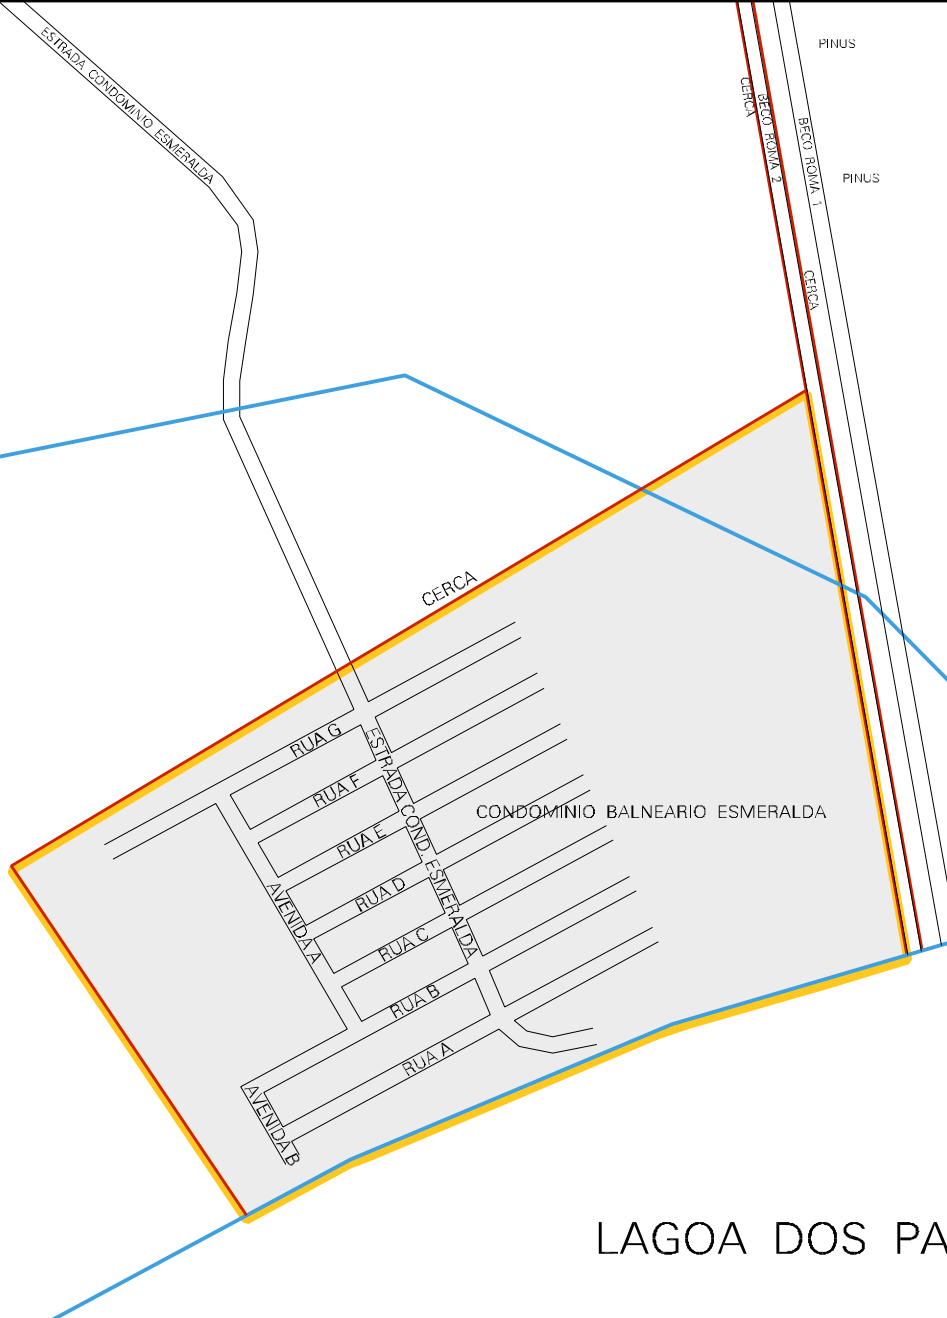 ESTRADA CONDOMINIO ESMERALDA
PINUS
CERCA
BECO ROMA 2
BECO ROMA 1
PINUS
CERCA
CERCA
RUA G
ESTRADA COND. ESMERALDA
RUA F
CONDOMINIO BALNEARIO ESMERALDA
RUA E
RUA D
AVENIDA A
RUA C
RUA B
RUA A
AVENIDA B
LAGOA DOS PA